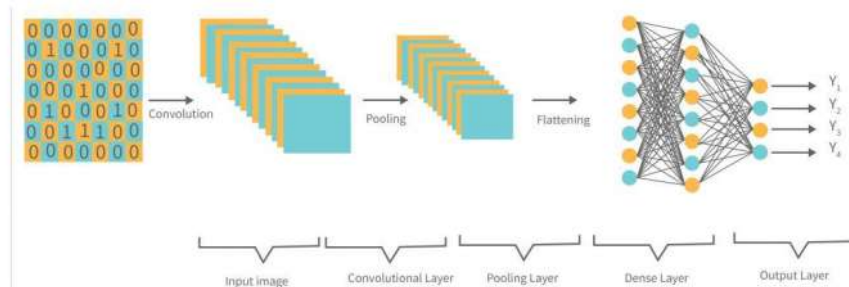 0 0 0 0 0 0 0
0 1 0 0 0 1 0
0 0 0 0 0 0 0
0 0 0 1 0 0 0
0 1 0 0 0 1 0
0 0 1 1 1 0 0
0 0 0 0 0 0 0
Convolution
Pooling
Flattening
Y1
Y2
Y3
Y4
Input image
Convolutional Layer
Pooling Layer
Dense Layer
Output Layer